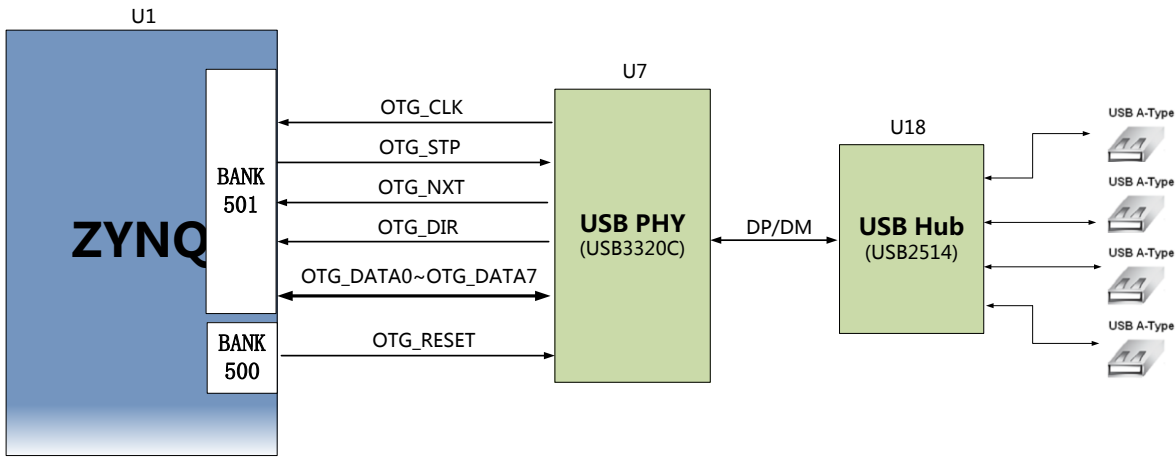 U1
ZYNQ
BANK
501
BANK
500
OTG_CLK
OTG_STP
OTG_NXT
OTG_DIR
OTG_DATA0~OTG_DATA7
OTG_RESET
U7
USB PHY
(USB3320C)
DP/DM
U18
USB Hub
(USB2514)
USB A-Type
USB A-Type
USB A-Type
USB A-Type